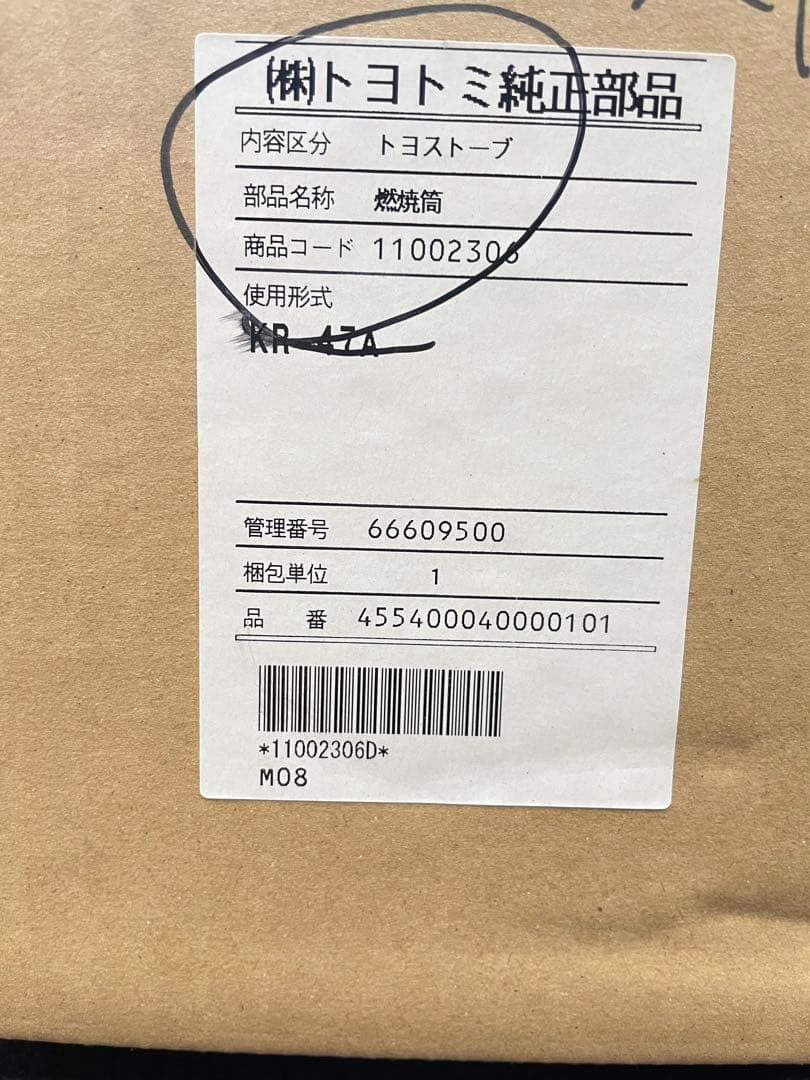 (株)トヨトミ純正部品
内容区分 トヨストーブ
部品名称 燃焼筒
商品コード 11002306
使用形式
KR-47A
管理番号 66609500
梱包単位 1
品 番 455400040000101
*11002306D*
M08